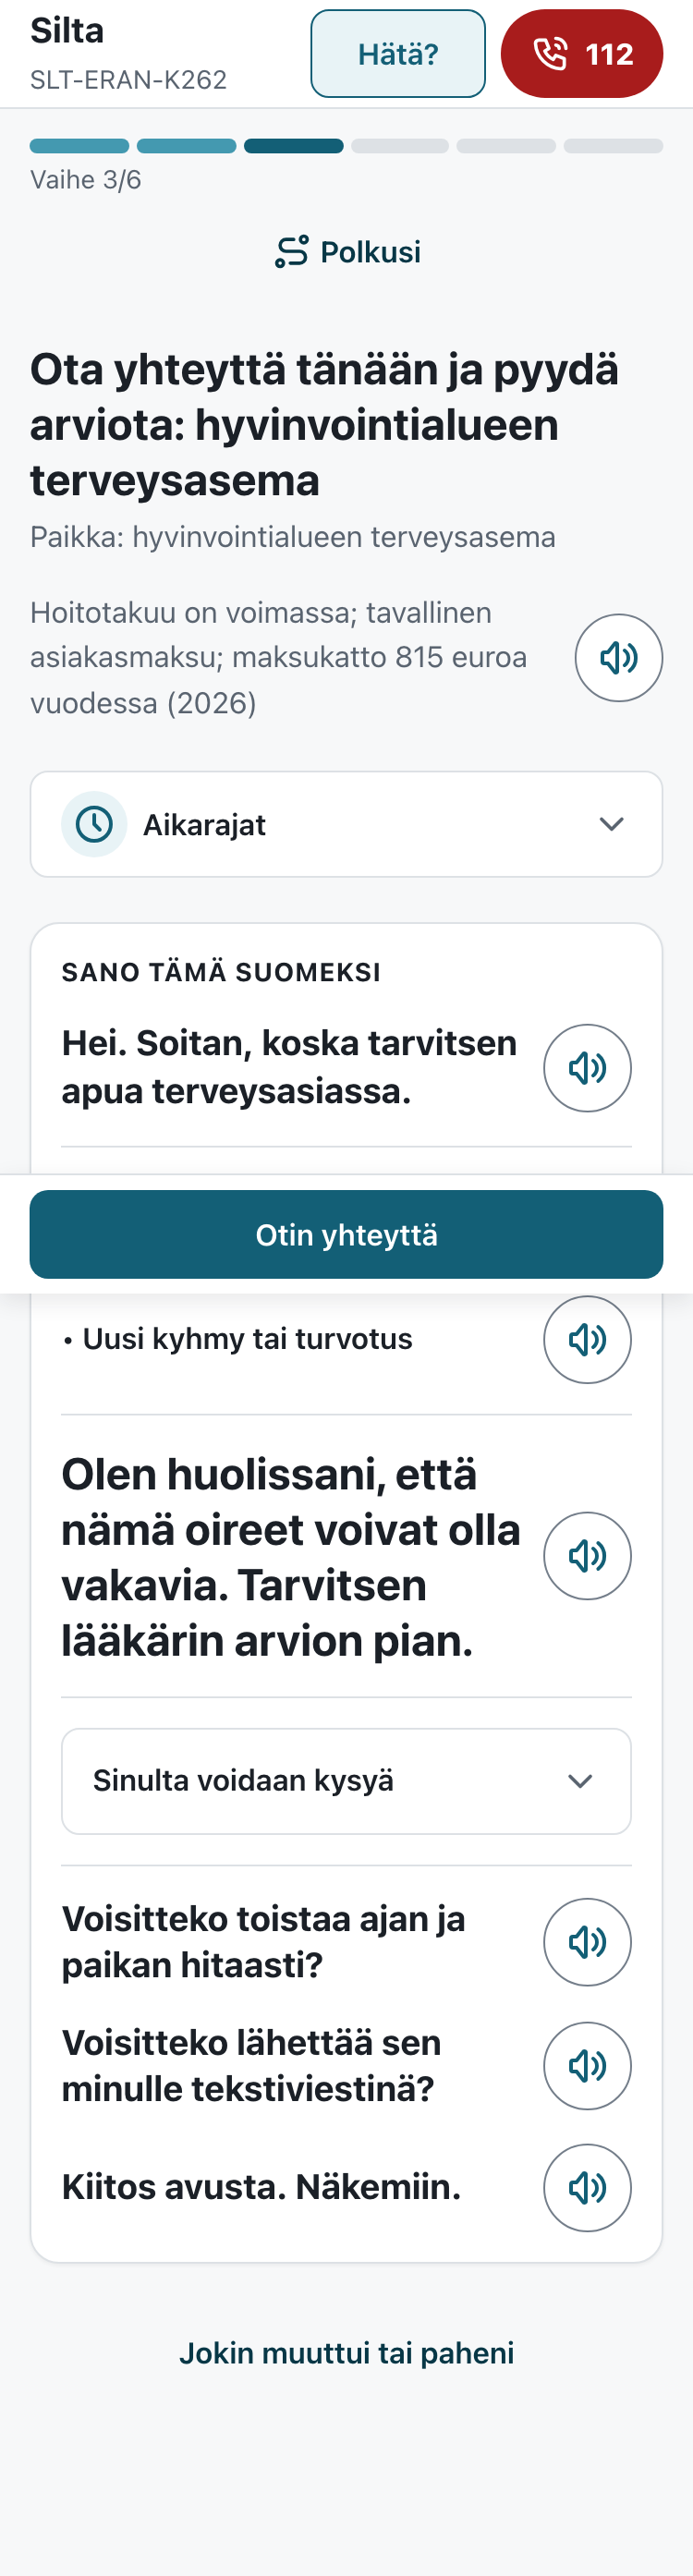 Silta
SLT-ERAN-K262
Hätä?
112
Vaihe 3/6
Polkusi
Ota yhteyttä tänään ja pyydä
arviota: hyvinvointialueen
terveysasema
Paikka: hyvinvointialueen terveysasema
Hoitotakuu on voimassa; tavallinen
asiakasmaksu; maksukatto 815 euroa
vuodessa (2026)
Aikarajat
SANO TÄMÄ SUOMEKSI
Hei. Soitan, koska tarvitsen
apua terveysasiassa.
Otin yhteyttä
• Uusi kyhmy tai turvotus
Olen huolissani, että
nämä oireet voivat olla
vakavia. Tarvitsen
lääkärin arvion pian.
Sinulta voidaan kysyä
Voisitteko toistaa ajan ja
paikan hitaasti?
Voisitteko lähettää sen
minulle tekstiviestinä?
Kiitos avusta. Näkemiin.
Jokin muuttui tai paheni